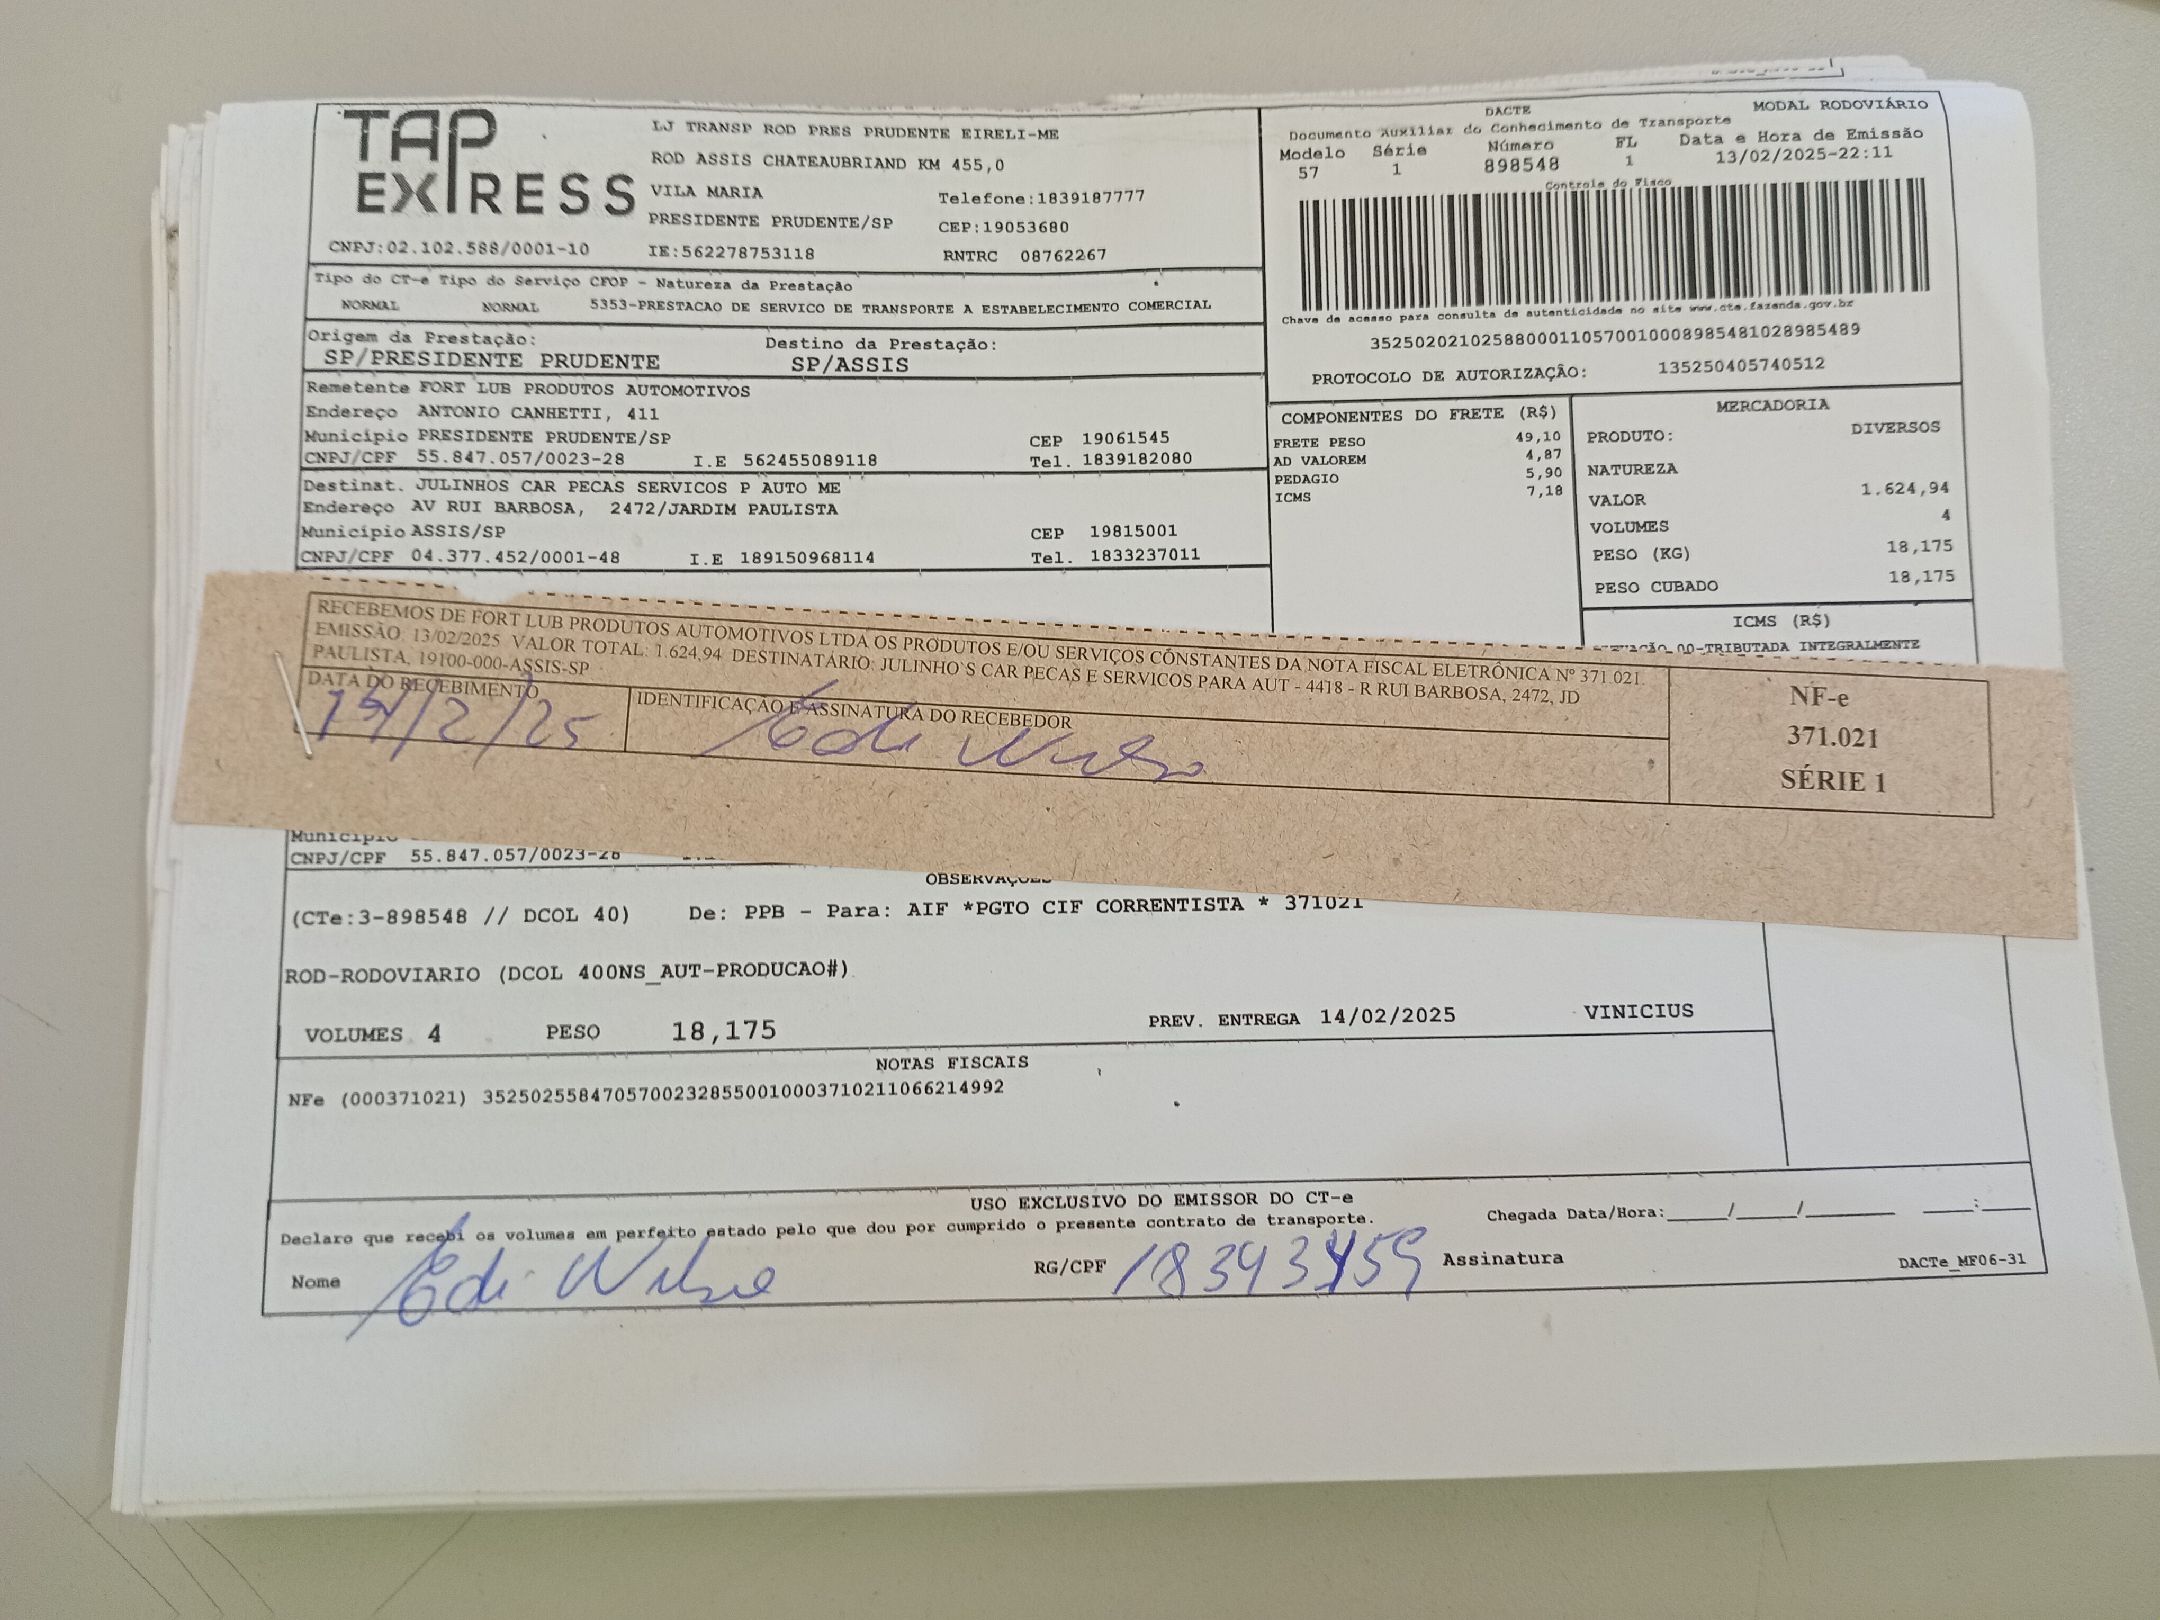 TAP EXPRESS
LJ TRANSP ROD PRES PRUDENTE EIRELI-ME
ROD ASSIS CHATEAUBRIAND KM 455,0
VILA MARIA Telefone:1839187777
PRESIDENTE PRUDENTE/SP CEP:19053680
CNPJ:02.102.588/0001-10 IE:562278753118 RNTRC 08762267
DACTE MODAL RODOVIÁRIO
Documento Auxiliar do Conhecimento de Transporte
Modelo Série Número FL Data e Hora de Emissão
57 1 898548 1 13/02/2025-22:11
Controle do Fisco
Chave de acesso para consulta de autenticidade no site www.cte.fazenda.gov.br
35250202102588000110570010008985481028985489
PROTOCOLO DE AUTORIZAÇÃO: 135250405740512
Tipo do CT-e Tipo do Serviço CFOP - Natureza da Prestação
NORMAL NORMAL 5353-PRESTACAO DE SERVICO DE TRANSPORTE A ESTABELECIMENTO COMERCIAL
Origem da Prestação: Destino da Prestação:
SP/PRESIDENTE PRUDENTE SP/ASSIS
Remetente FORT LUB PRODUTOS AUTOMOTIVOS
Endereço ANTONIO CANHETTI, 411
Município PRESIDENTE PRUDENTE/SP CEP 19061545
CNPJ/CPF 55.847.057/0023-28 I.E 562455089118 Tel. 1839182080
Destinat. JULINHOS CAR PECAS SERVICOS P AUTO ME
Endereço AV RUI BARBOSA, 2472/JARDIM PAULISTA
Município ASSIS/SP CEP 19815001
CNPJ/CPF 04.377.452/0001-48 I.E 189150968114 Tel. 1833237011
COMPONENTES DO FRETE (R$)
FRETE PESO 49,10
AD VALOREM 4,87
PEDAGIO 5,90
ICMS 7,18
MERCADORIA
PRODUTO: DIVERSOS
NATUREZA
VALOR 1.624,94
VOLUMES 4
PESO (KG) 18,175
PESO CUBADO 18,175
ICMS (R$)
00-TRIBUTADA INTEGRALMENTE
RECEBEMOS DE FORT LUB PRODUTOS AUTOMOTIVOS LTDA OS PRODUTOS E/OU SERVIÇOS CONSTANTES DA NOTA FISCAL ELETRÔNICA Nº 371.021.
EMISSÃO: 13/02/2025 VALOR TOTAL: 1.624,94 DESTINATÁRIO: JULINHO`S CAR PECAS E SERVICOS PARA AUT - 4418 - R RUI BARBOSA, 2472, JD
PAULISTA, 19100-000-ASSIS-SP
DATA DO RECEBIMENTO IDENTIFICAÇÃO E ASSINATURA DO RECEBEDOR
/2/25 Edi Wilso
NF-e
371.021
SÉRIE 1
Município
CNPJ/CPF 55.847.057/0023-28
OBSERVAÇÕES
(CTe:3-898548 // DCOL 40) De: PPB - Para: AIF *PGTO CIF CORRENTISTA * 371021
ROD-RODOVIARIO (DCOL 400NS_AUT-PRODUCAO#)
VOLUMES 4 PESO 18,175 PREV. ENTREGA 14/02/2025 VINICIUS
NOTAS FISCAIS
NFe (000371021) 35250255847057002328550010003710211066214992
USO EXCLUSIVO DO EMISSOR DO CT-e
Declaro que recebi os volumes em perfeito estado pelo que dou por cumprido o presente contrato de transporte. Chegada Data/Hora:____/____/______ ____:____
Nome Edi Wilso RG/CPF Assinatura DACTe_MF06-31